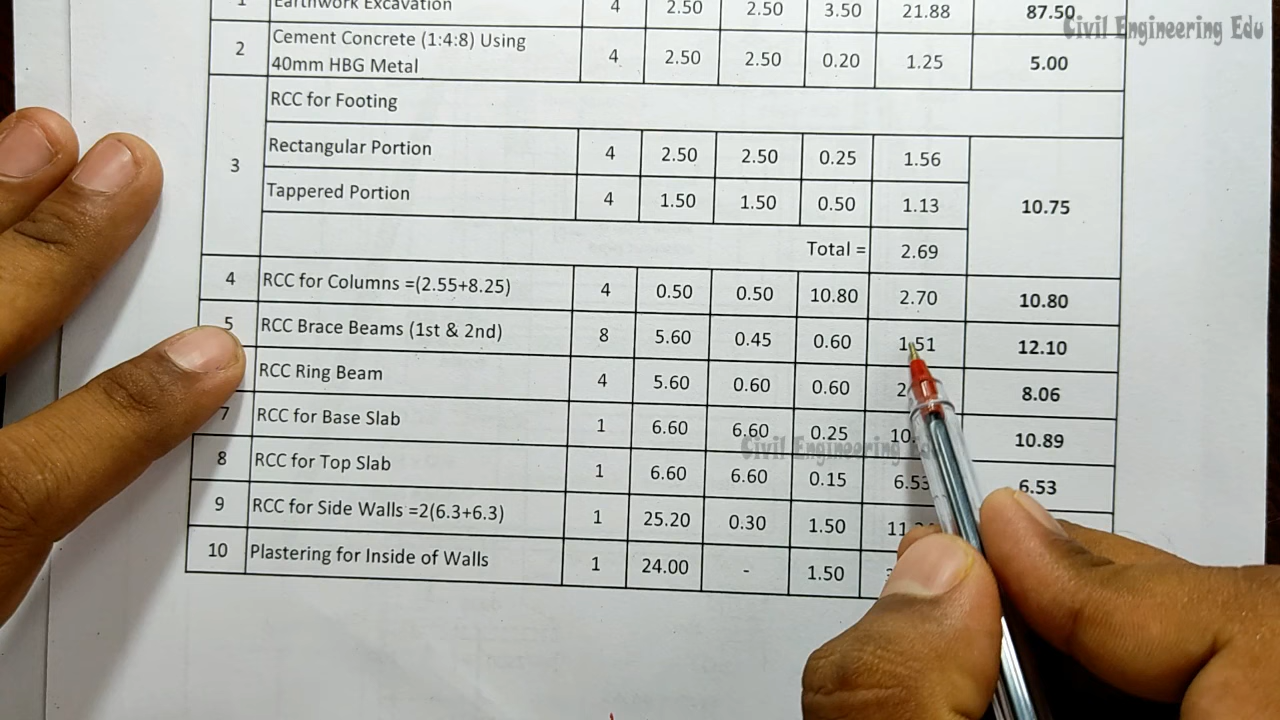 1 Earthwork Excavation 4 2.50 2.50 3.50 21.88 87.50
Civil Engineering Edu
2 Cement Concrete (1:4:8) Using
40mm HBG Metal 4 2.50 2.50 0.20 1.25 5.00
3 RCC for Footing
Rectangular Portion 4 2.50 2.50 0.25 1.56
Tappered Portion 4 1.50 1.50 0.50 1.13 10.75
Total = 2.69
4 RCC for Columns =(2.55+8.25) 4 0.50 0.50 10.80 2.70 10.80
5 RCC Brace Beams (1st & 2nd) 8 5.60 0.45 0.60 1.51 12.10
RCC Ring Beam 4 5.60 0.60 0.60 8.06
7 RCC for Base Slab 1 6.60 6.60 0.25 10.89
Civil Engineering
8 RCC for Top Slab 1 6.60 6.60 0.15 6.53 6.53
9 RCC for Side Walls =2(6.3+6.3) 1 25.20 0.30 1.50
10 Plastering for Inside of Walls 1 24.00 - 1.50